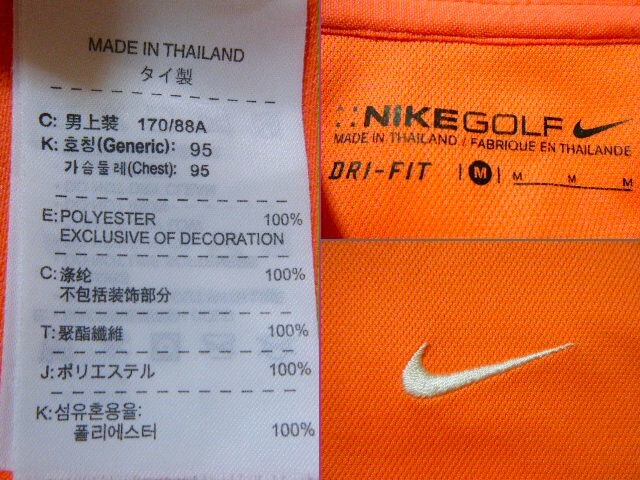 MADE IN THAILAND
タイ製
C: 男上装 170/88A
K: 호칭(Generic): 95
가슴둘레(Chest): 95
E: POLYESTER 100%
EXCLUSIVE OF DECORATION
C: 涤纶 100%
不包括装饰部分
T: 聚酯纖維 100%
J: ポリエステル 100%
K: 섬유혼용율:
폴리에스터 100%
NIKEGOLF
MADE IN THAILAND / FABRIQUE EN THAILANDE
DRI-FIT M M M M